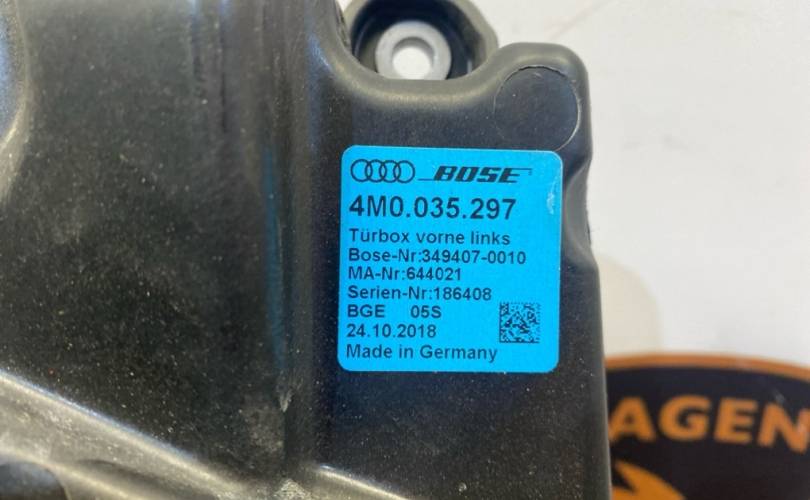 BOSE
4M0.035.297
Türbox vorne links
Bose-Nr:349407-0010
MA-Nr:644021
Serien-Nr:186408
BGE 05S
24.10.2018
Made in Germany
AGEN